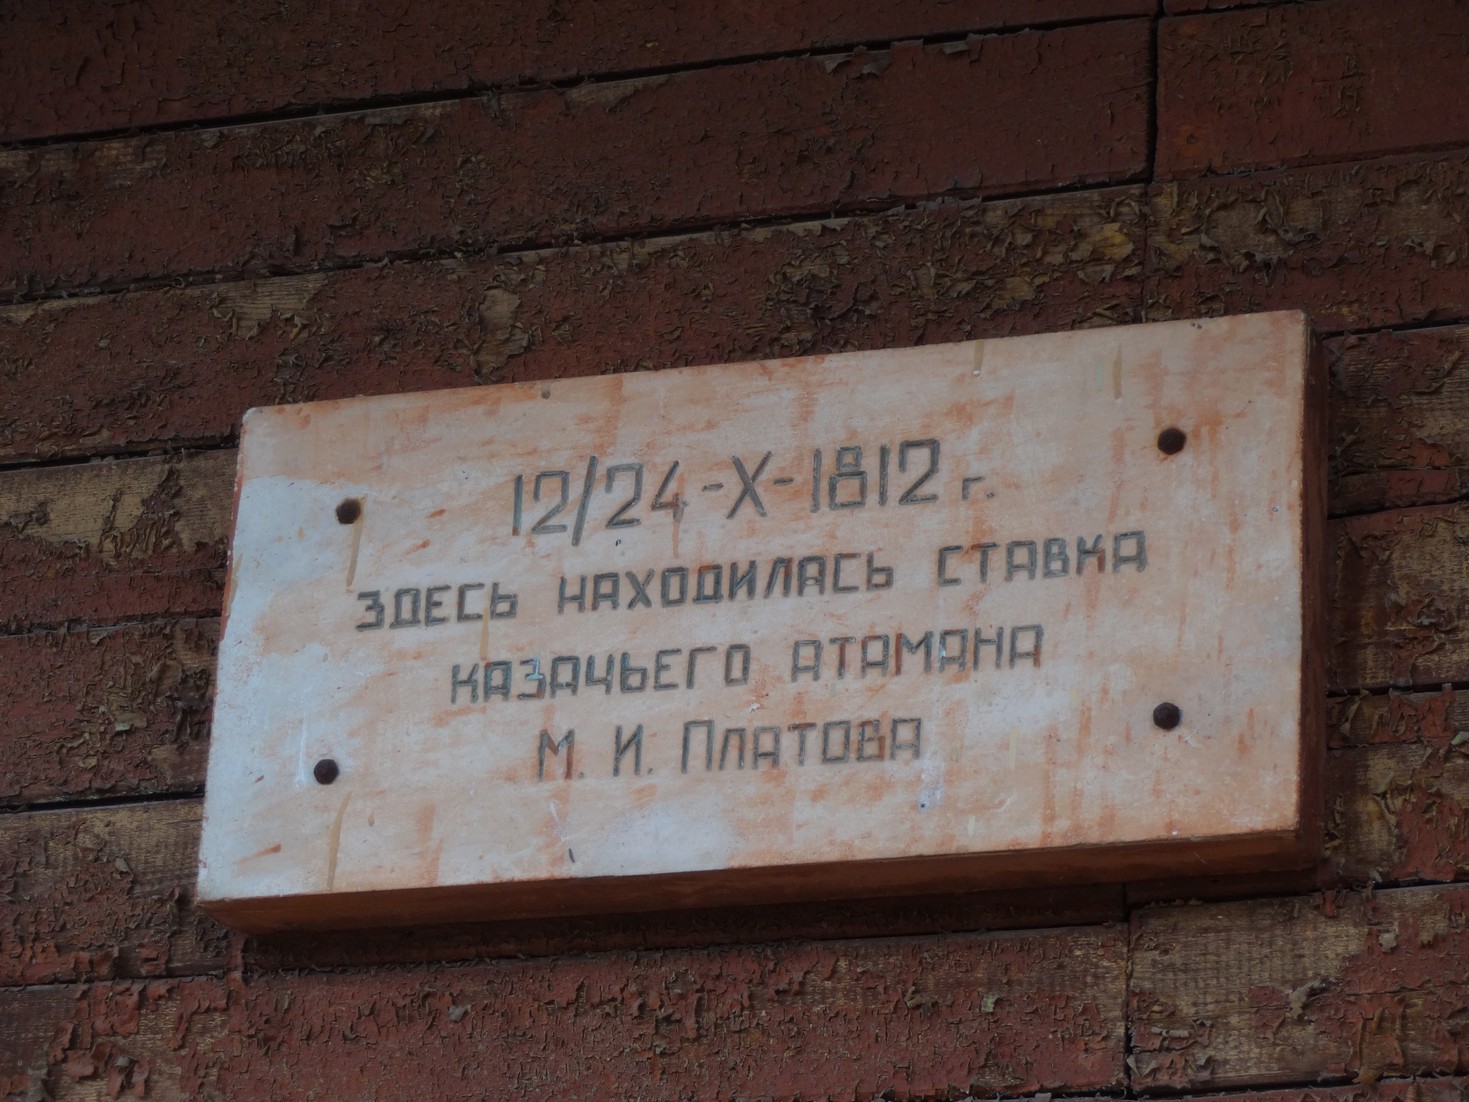 12/24-X-1812 г.
ЗДЕСЬ НАХОДИЛАСЬ СТАВКА
КАЗАЧЬЕГО АТАМАНА
М. И. ПЛАТОВА